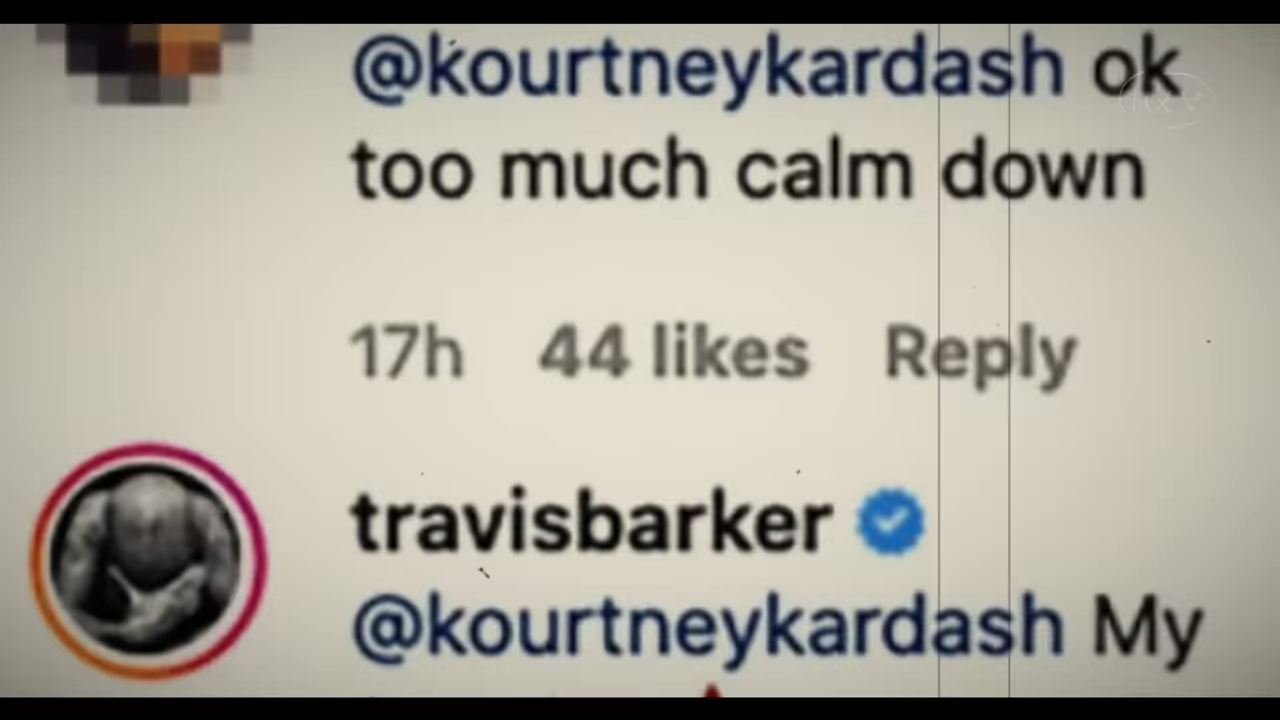 @kourtneykardash ok
too much calm down
17h 44 likes Reply
travisbarker
@kourtneykardash My